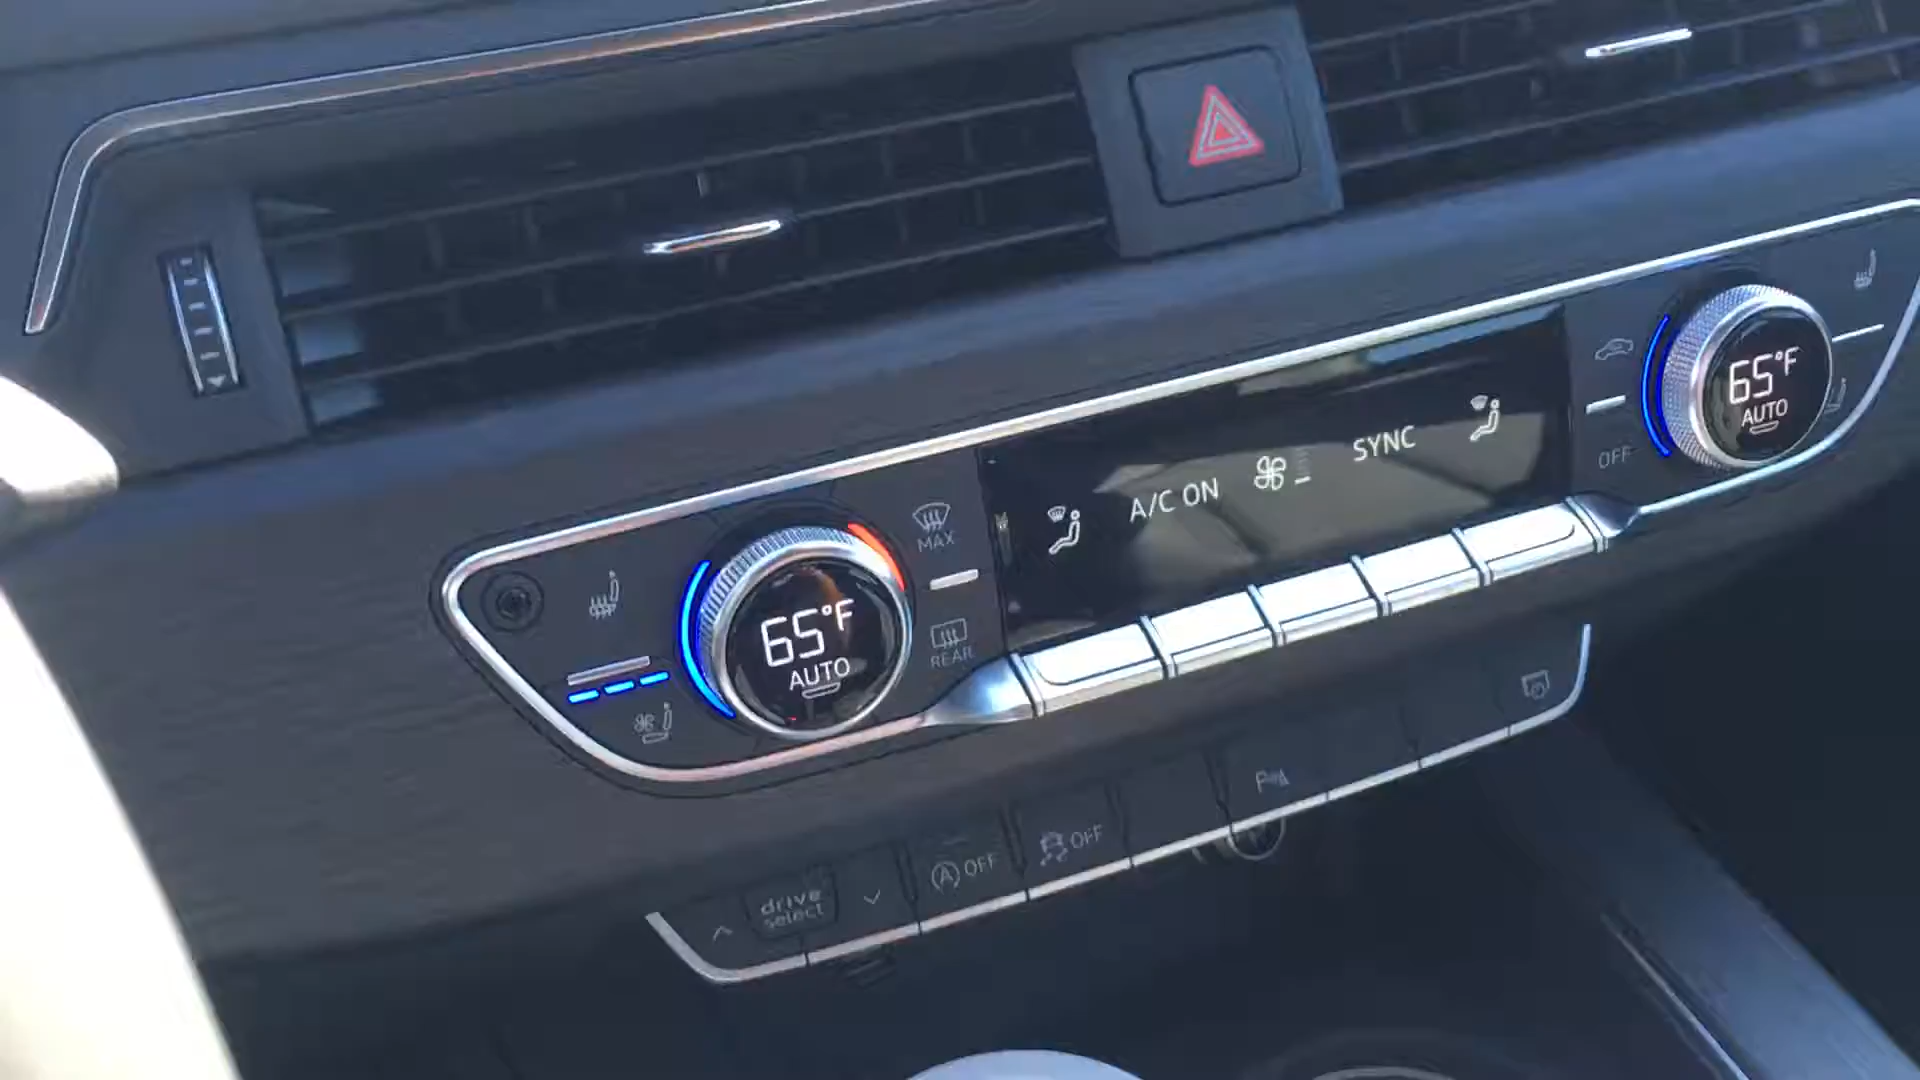 65°F
AUTO
MAX
REAR
A/C ON
SYNC
OFF
65°F
AUTO
drive
select
A OFF
OFF
P